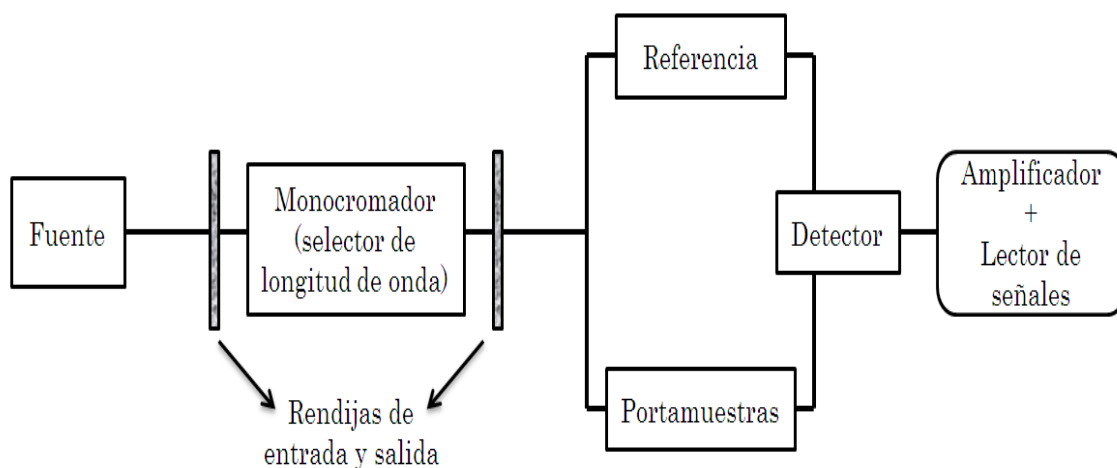 Fuente
Monocromador
(selector de
longitud de onda)
Rendijas de
entrada y salida
Referencia
Portamuestras
Detector
Amplificador
+
Lector de
señales